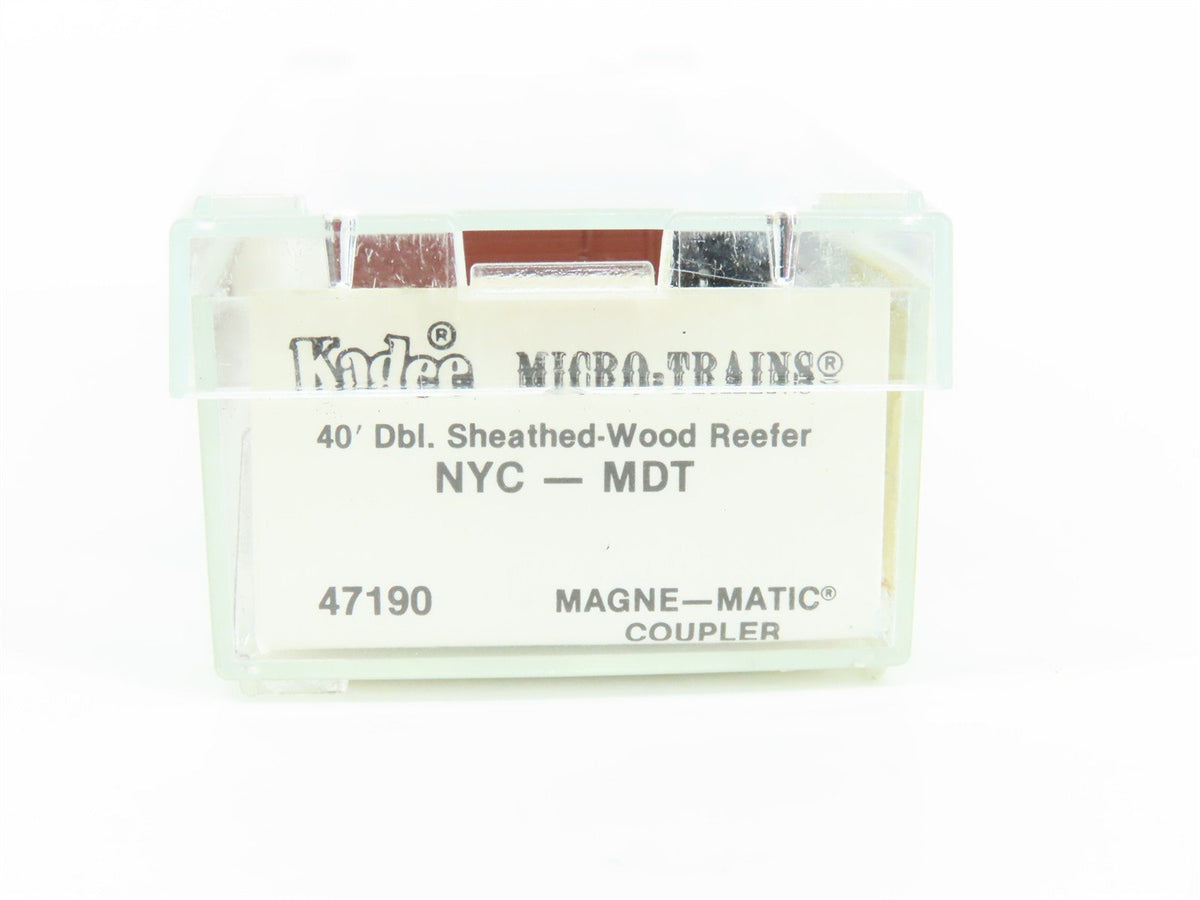 Kadee® MICRO-TRAINS®
40' Dbl. Sheathed-Wood Reefer
NYC — MDT
47190 MAGNE—MATIC®
COUPLER